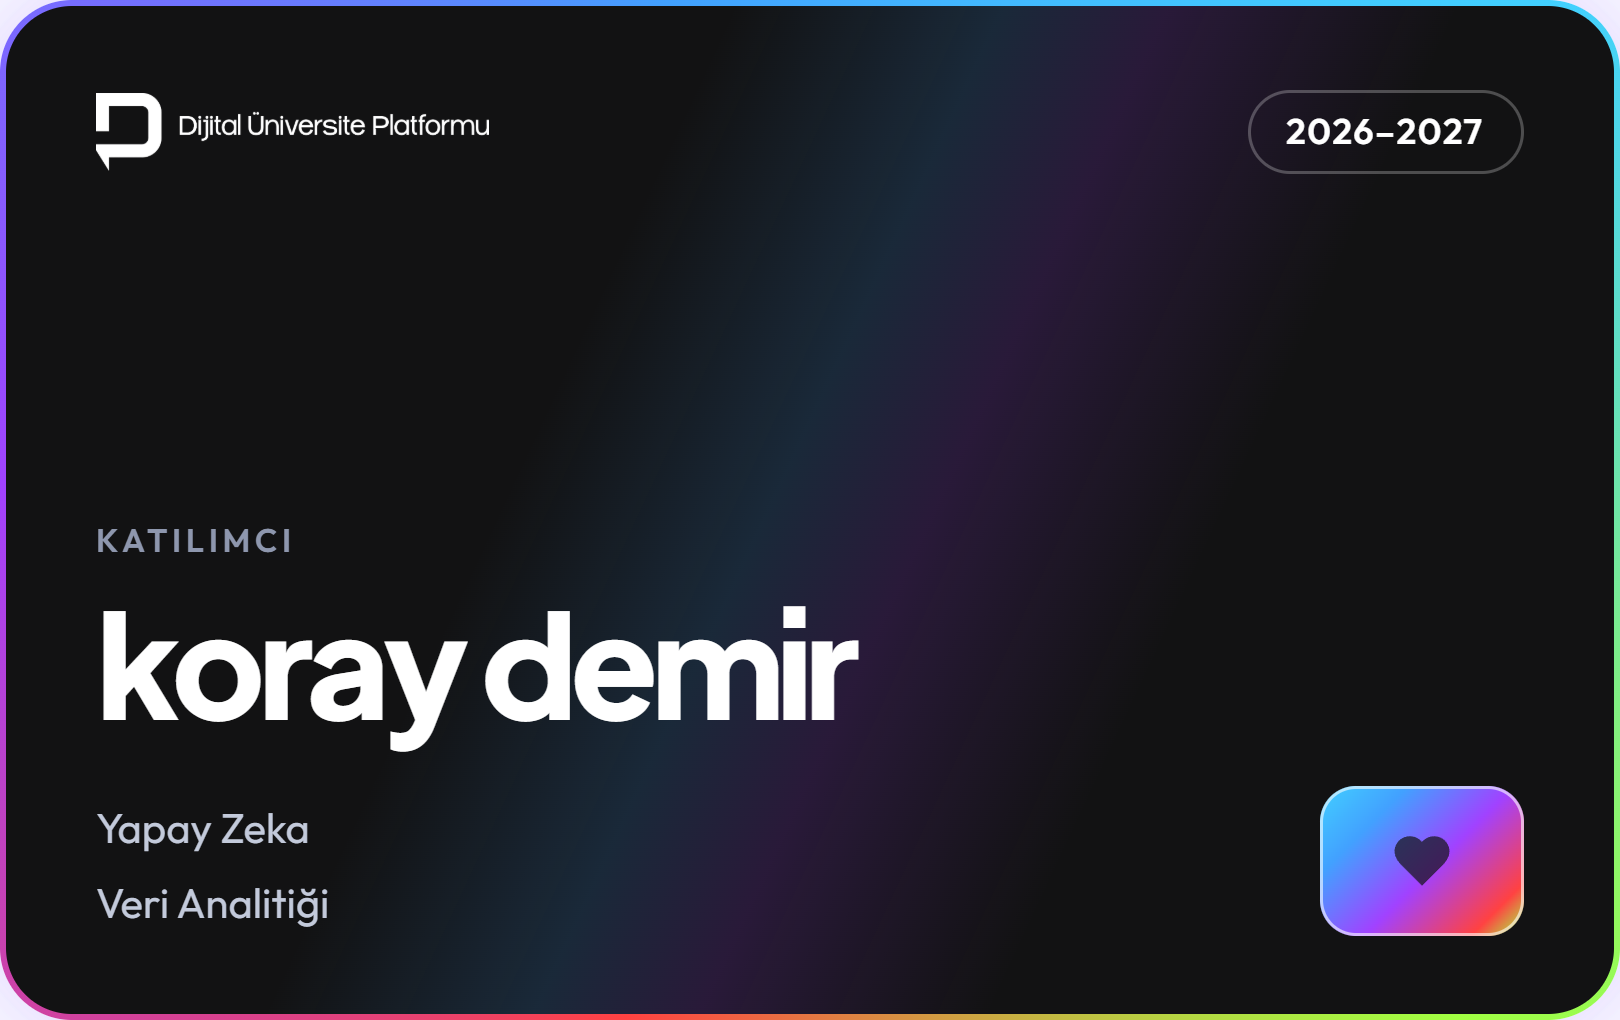 Dijital Üniversite Platformu
2026–2027
KATILIMCI
koray demir
Yapay Zeka
Veri Analitiği